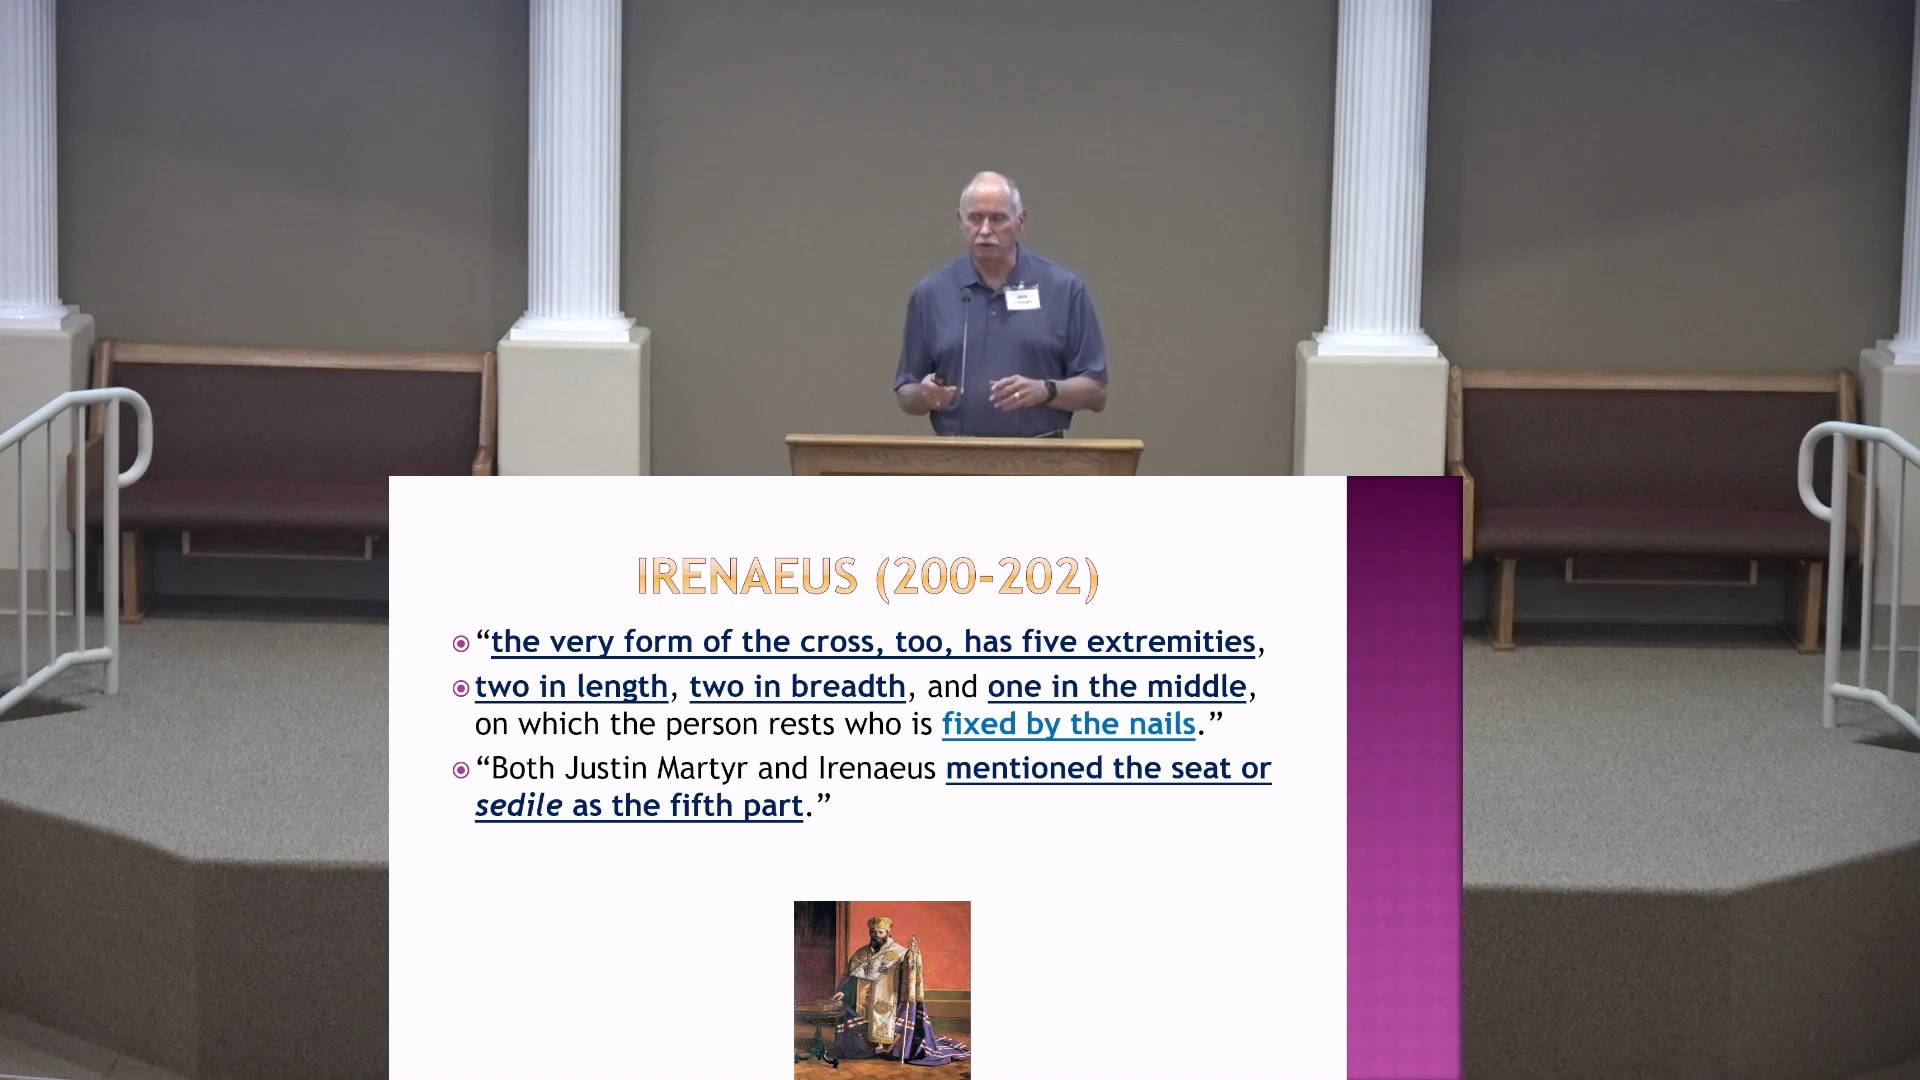 IRENAEUS (200-202)
“the very form of the cross, too, has five extremities,
two in length, two in breadth, and one in the middle,
on which the person rests who is fixed by the nails.”
“Both Justin Martyr and Irenaeus mentioned the seat or
sedile as the fifth part.”